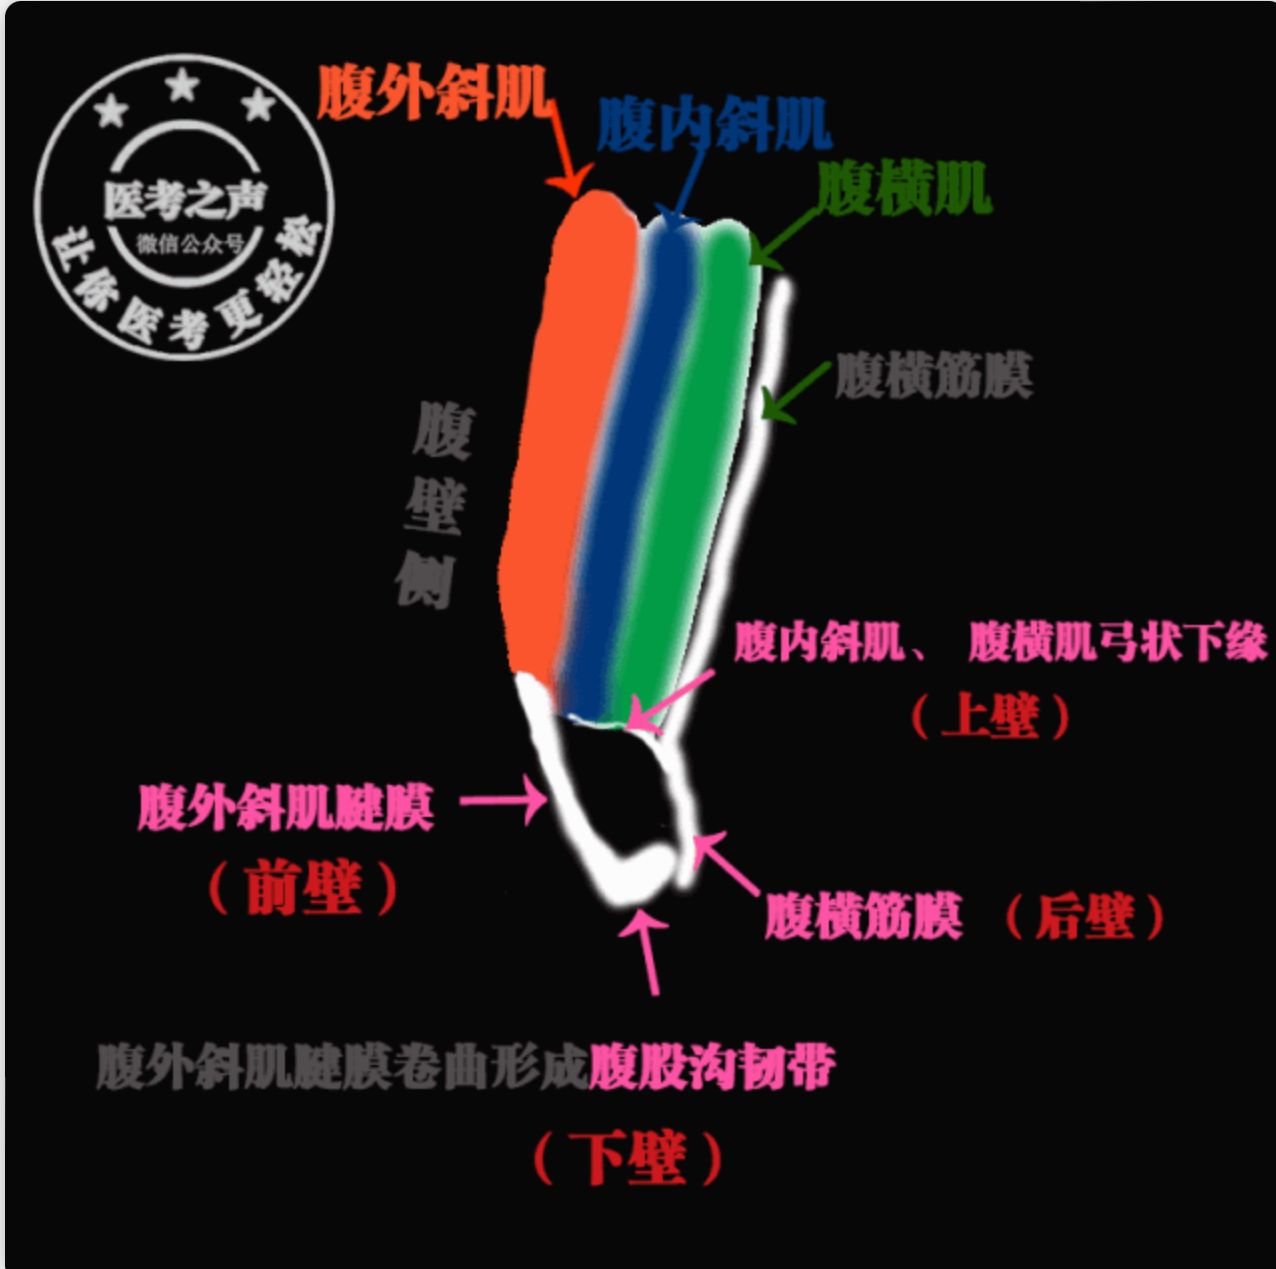 腹外斜肌
腹内斜肌
腹横肌
医考之声
微信公众号
让你医考更轻松
腹横筋膜
腹壁侧
腹内斜肌、 腹横肌弓状下缘
（上壁）
腹外斜肌腱膜
（前壁）
腹横筋膜 （后壁）
腹外斜肌腱膜卷曲形成腹股沟韧带
（下壁）